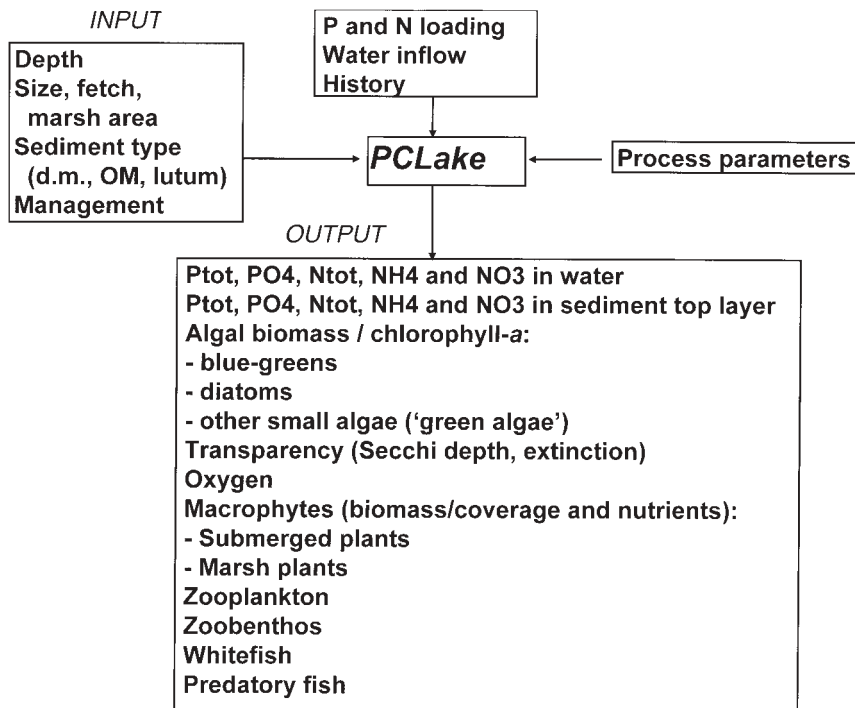 INPUT
Depth
Size, fetch,
marsh area
Sediment type
(d.m., OM, lutum)
Management
P and N loading
Water inflow
History
PCLake
Process parameters
OUTPUT
Ptot, PO4, Ntot, NH4 and NO3 in water
Ptot, PO4, Ntot, NH4 and NO3 in sediment top layer
Algal biomass / chlorophyll-a:
- blue-greens
- diatoms
- other small algae (‘green algae’)
Transparency (Secchi depth, extinction)
Oxygen
Macrophytes (biomass/coverage and nutrients):
- Submerged plants
- Marsh plants
Zooplankton
Zoobenthos
Whitefish
Predatory fish